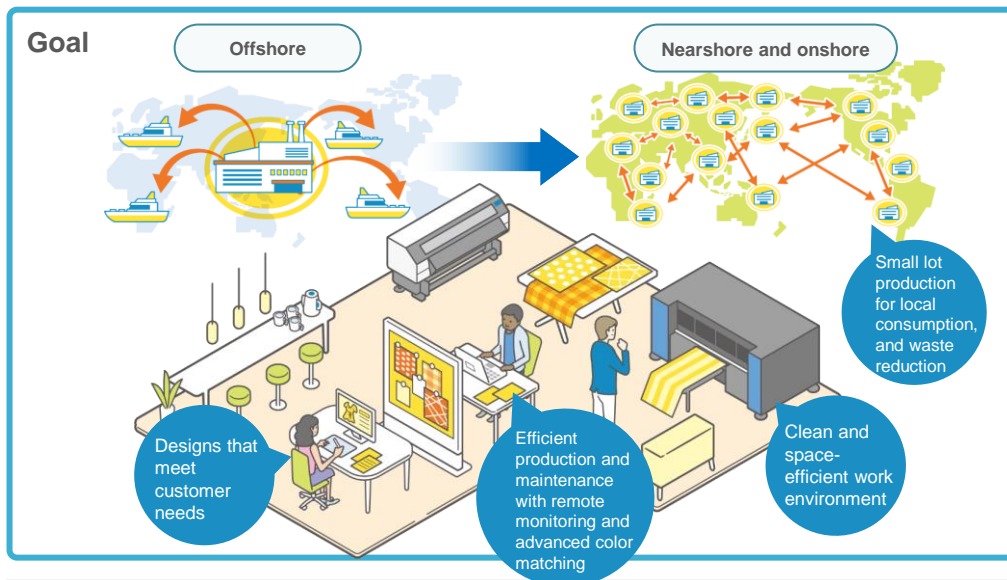 Goal
Offshore
Nearshore and onshore
Small lot
production
for local
consumption,
and waste
reduction
Designs that
meet
customer
needs
Efficient
production and
maintenance
with remote
monitoring and
advanced color
matching
Clean and
space-
efficient work
environment